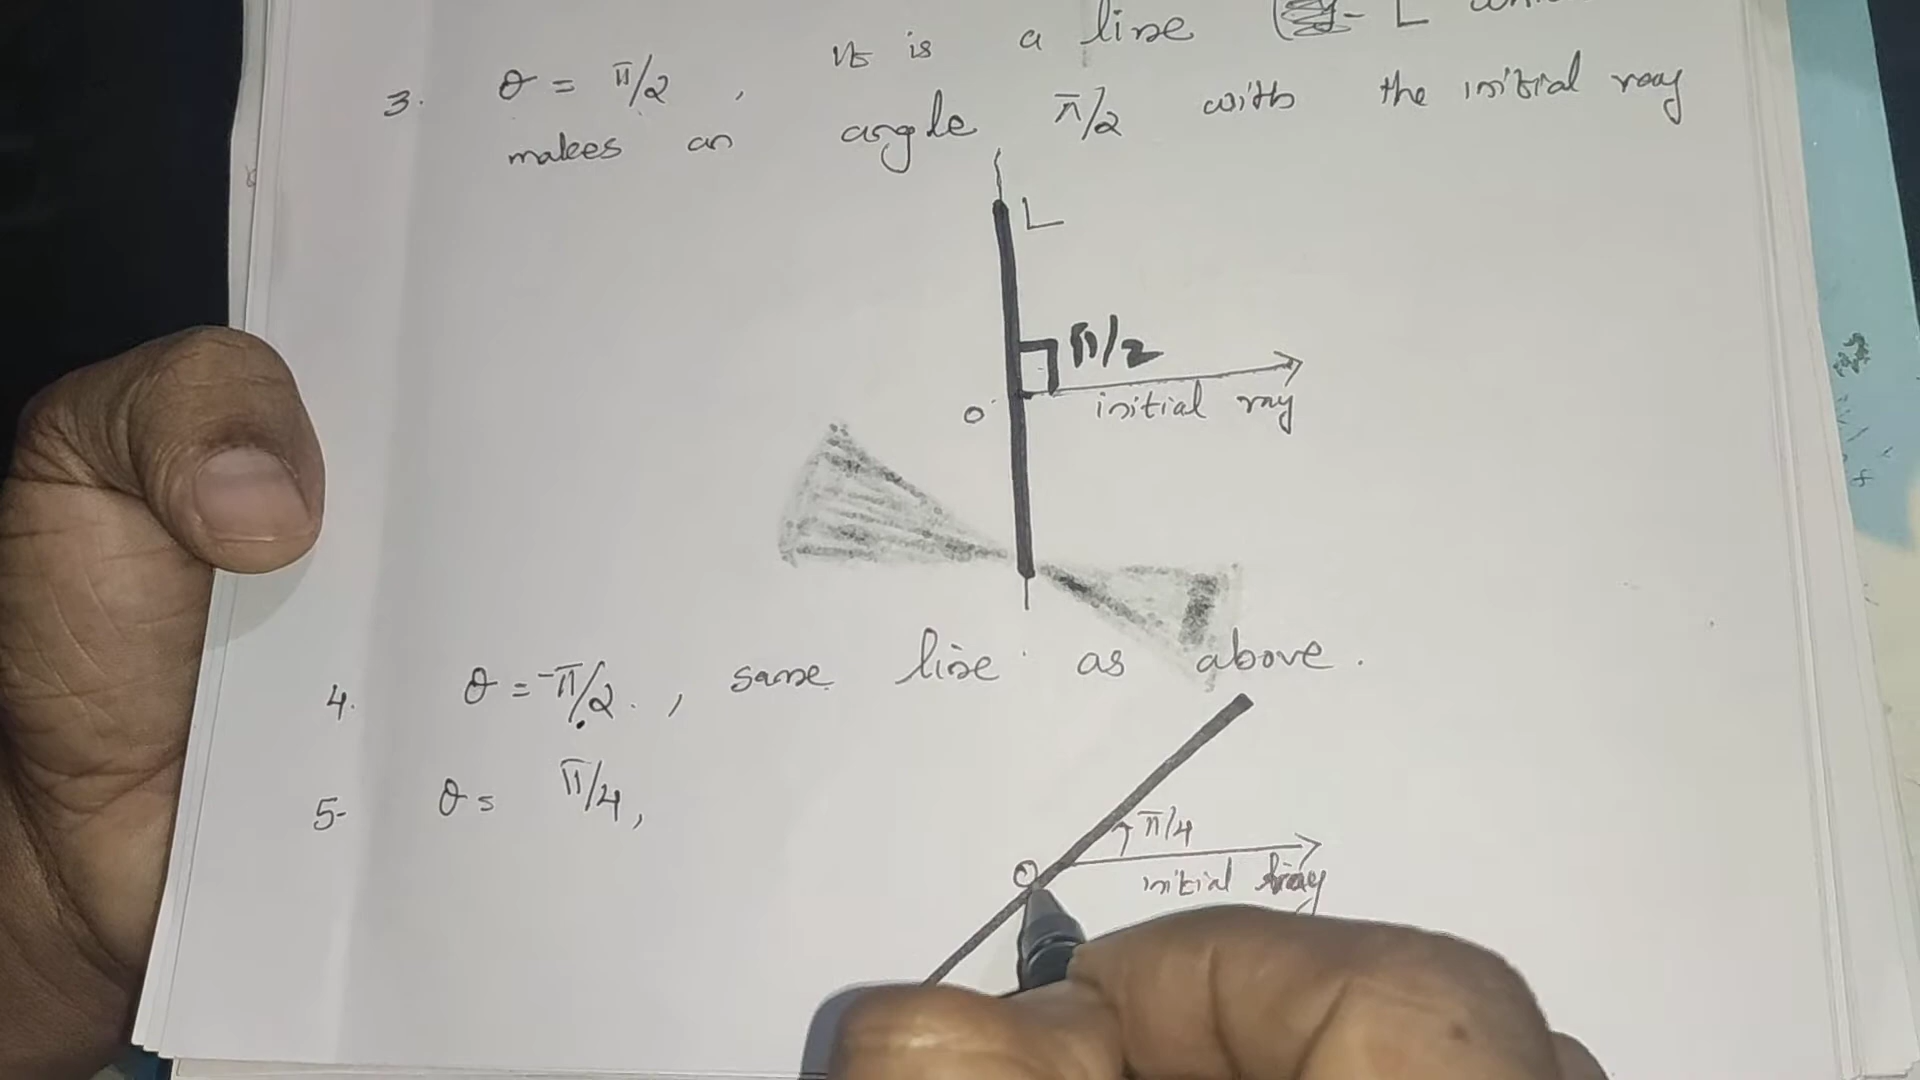 3. θ = π/2 , it is a line L
makes an angle π/2 with the initial ray
L
π/2
O
initial ray
4. θ = -π/2 , same line as above.
5- θ = π/4,
π/4
O
initial ray